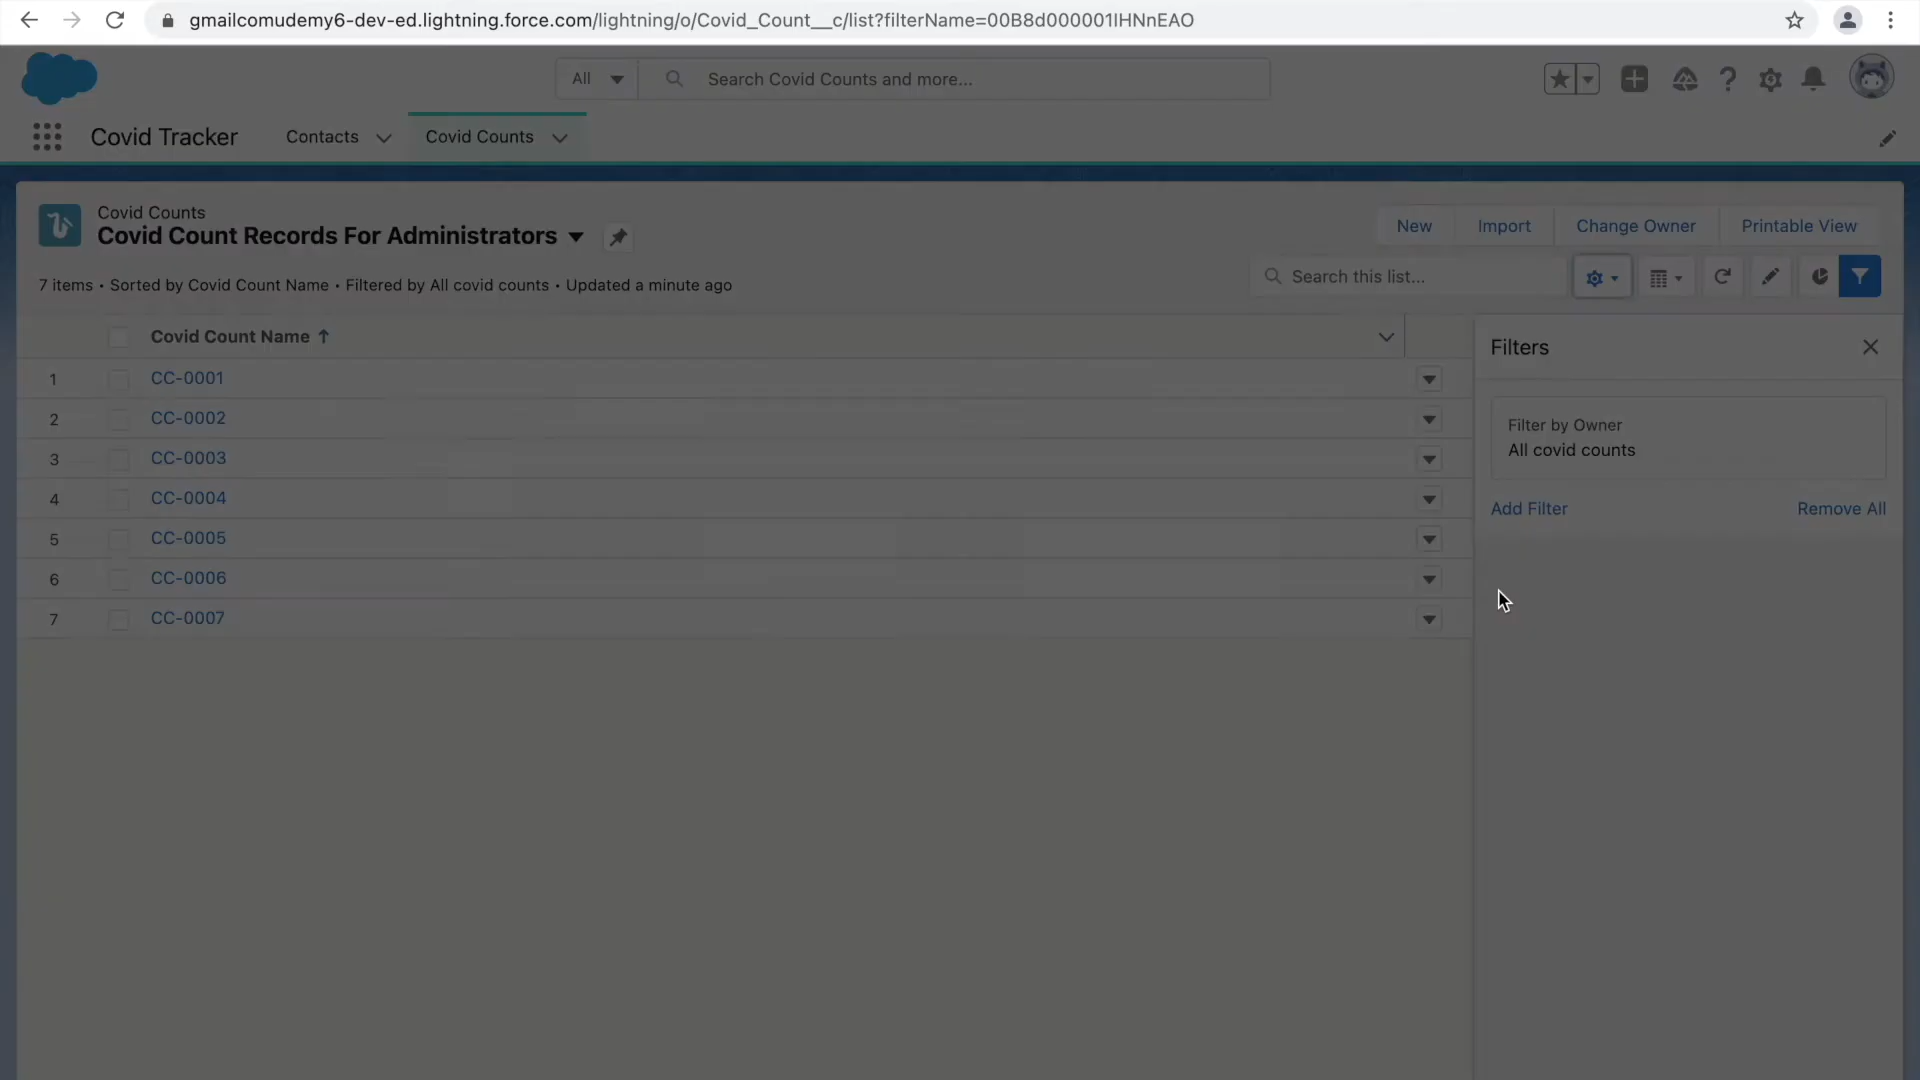 gmailcomudemy6-dev-ed.lightning.force.com/lightning/o/Covid_Count__c/list?filterName=00B8d000001IHNnEAO
All
Search Covid Counts and more...
Covid Tracker
Contacts
Covid Counts
Covid Counts
Covid Count Records For Administrators
New
Import
Change Owner
Printable View
7 items • Sorted by Covid Count Name • Filtered by All covid counts • Updated a minute ago
Search this list...
Covid Count Name ↑
1 CC-0001
2 CC-0002
3 CC-0003
4 CC-0004
5 CC-0005
6 CC-0006
7 CC-0007
Filters
Filter by Owner
All covid counts
Add Filter
Remove All